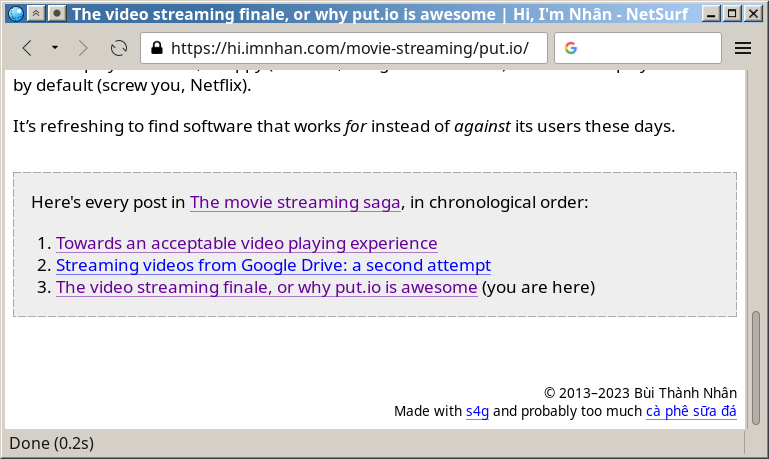 The video streaming finale, or why put.io is awesome | Hi, I'm Nhân - NetSurf
https://hi.imnhan.com/movie-streaming/put.io/
by default (screw you, Netflix).
It’s refreshing to find software that works for instead of against its users these days.
Here's every post in The movie streaming saga, in chronological order:
1. Towards an acceptable video playing experience
2. Streaming videos from Google Drive: a second attempt
3. The video streaming finale, or why put.io is awesome (you are here)
© 2013–2023 Bùi Thành Nhân
Made with s4g and probably too much cà phê sữa đá
Done (0.2s)